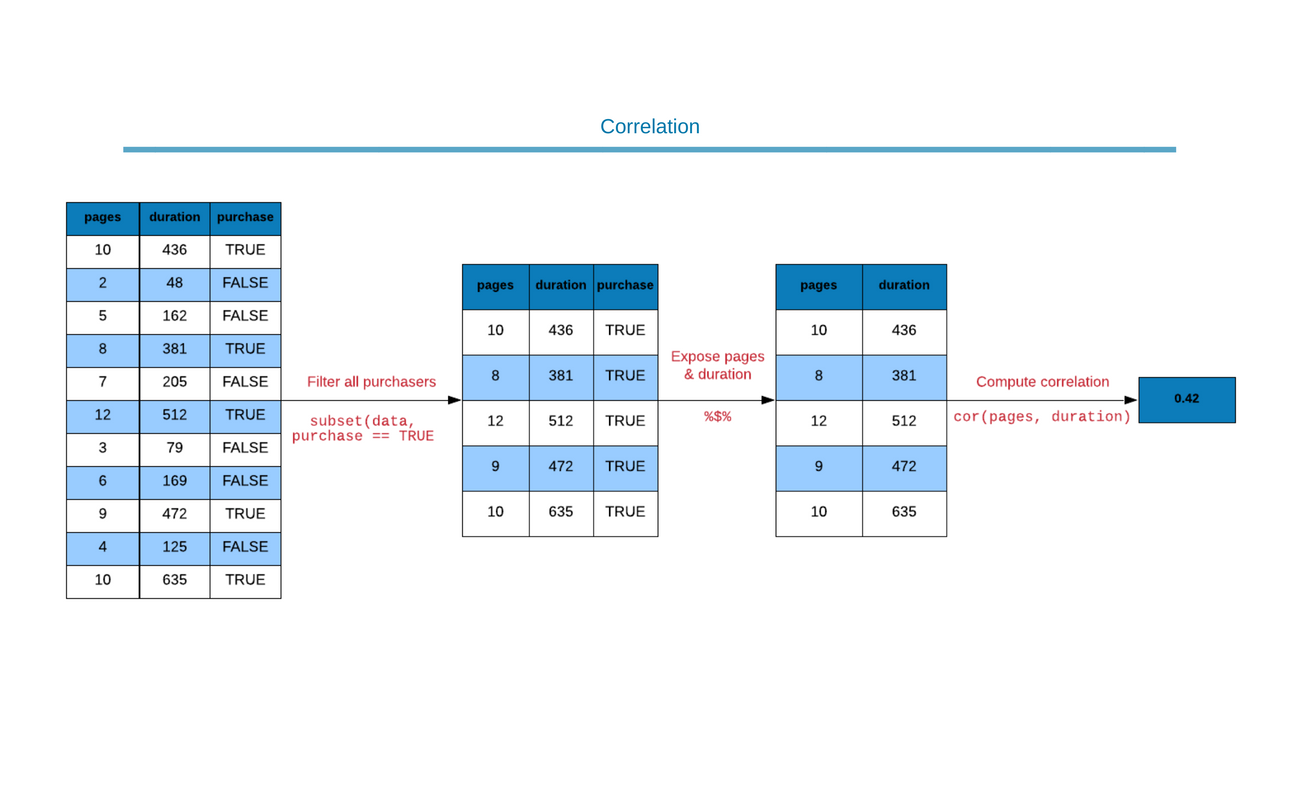 Correlation
pages duration purchase
10 436 TRUE
2 48 FALSE
5 162 FALSE
8 381 TRUE
7 205 FALSE
12 512 TRUE
3 79 FALSE
6 169 FALSE
9 472 TRUE
4 125 FALSE
10 635 TRUE
Filter all purchasers
subset(data,
purchase == TRUE
pages duration purchase
10 436 TRUE
8 381 TRUE
12 512 TRUE
9 472 TRUE
10 635 TRUE
Expose pages
& duration
%$%
pages duration
10 436
8 381
12 512
9 472
10 635
Compute correlation
cor(pages, duration)
0.42